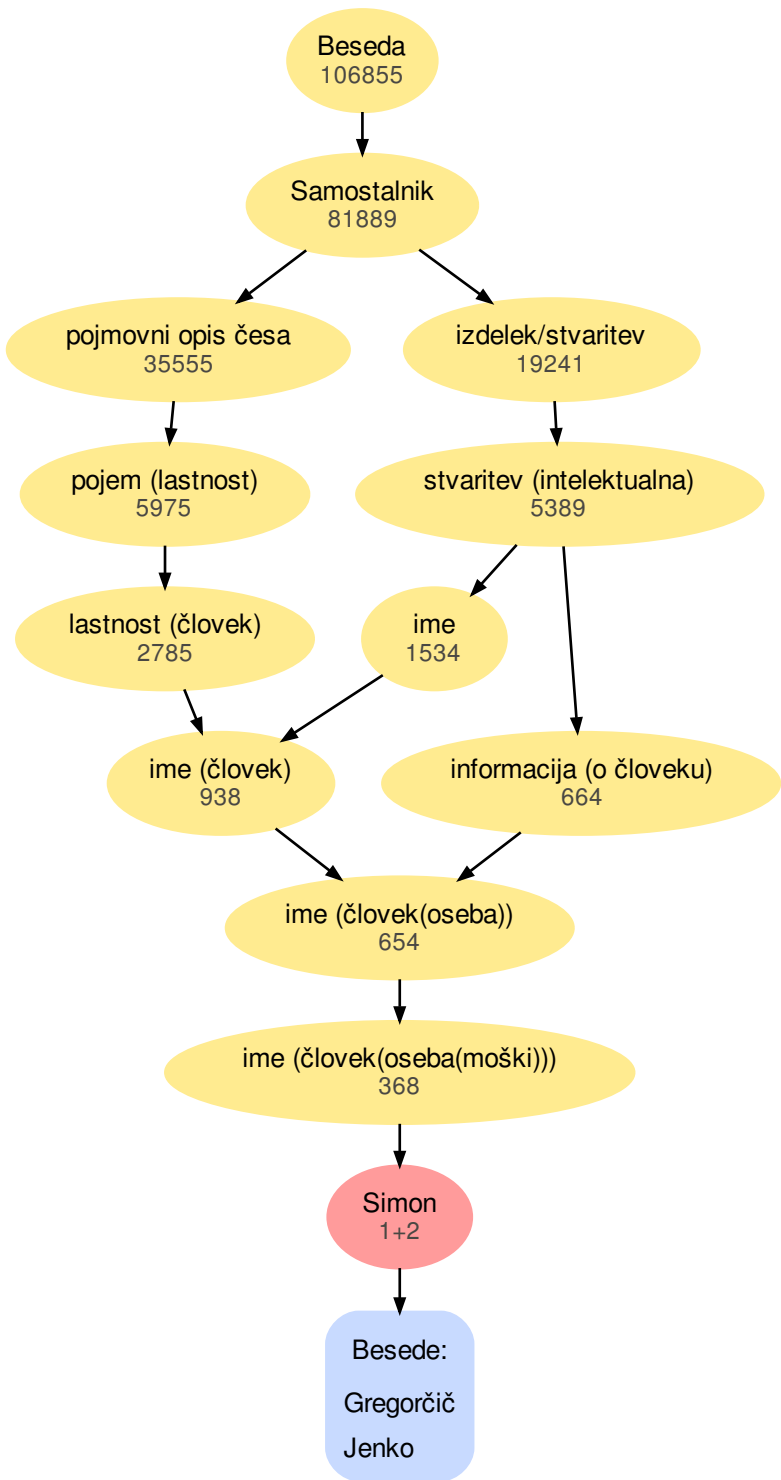 Beseda
106855
Samostalnik
81889
pojmovni opis česa
35555
izdelek/stvaritev
19241
pojem (lastnost)
5975
stvaritev (intelektualna)
5389
lastnost (človek)
2785
ime
1534
ime (človek)
938
informacija (o človeku)
664
ime (človek(oseba))
654
ime (človek(oseba(moški)))
368
Simon
1+2
Besede:
Gregorčič
Jenko